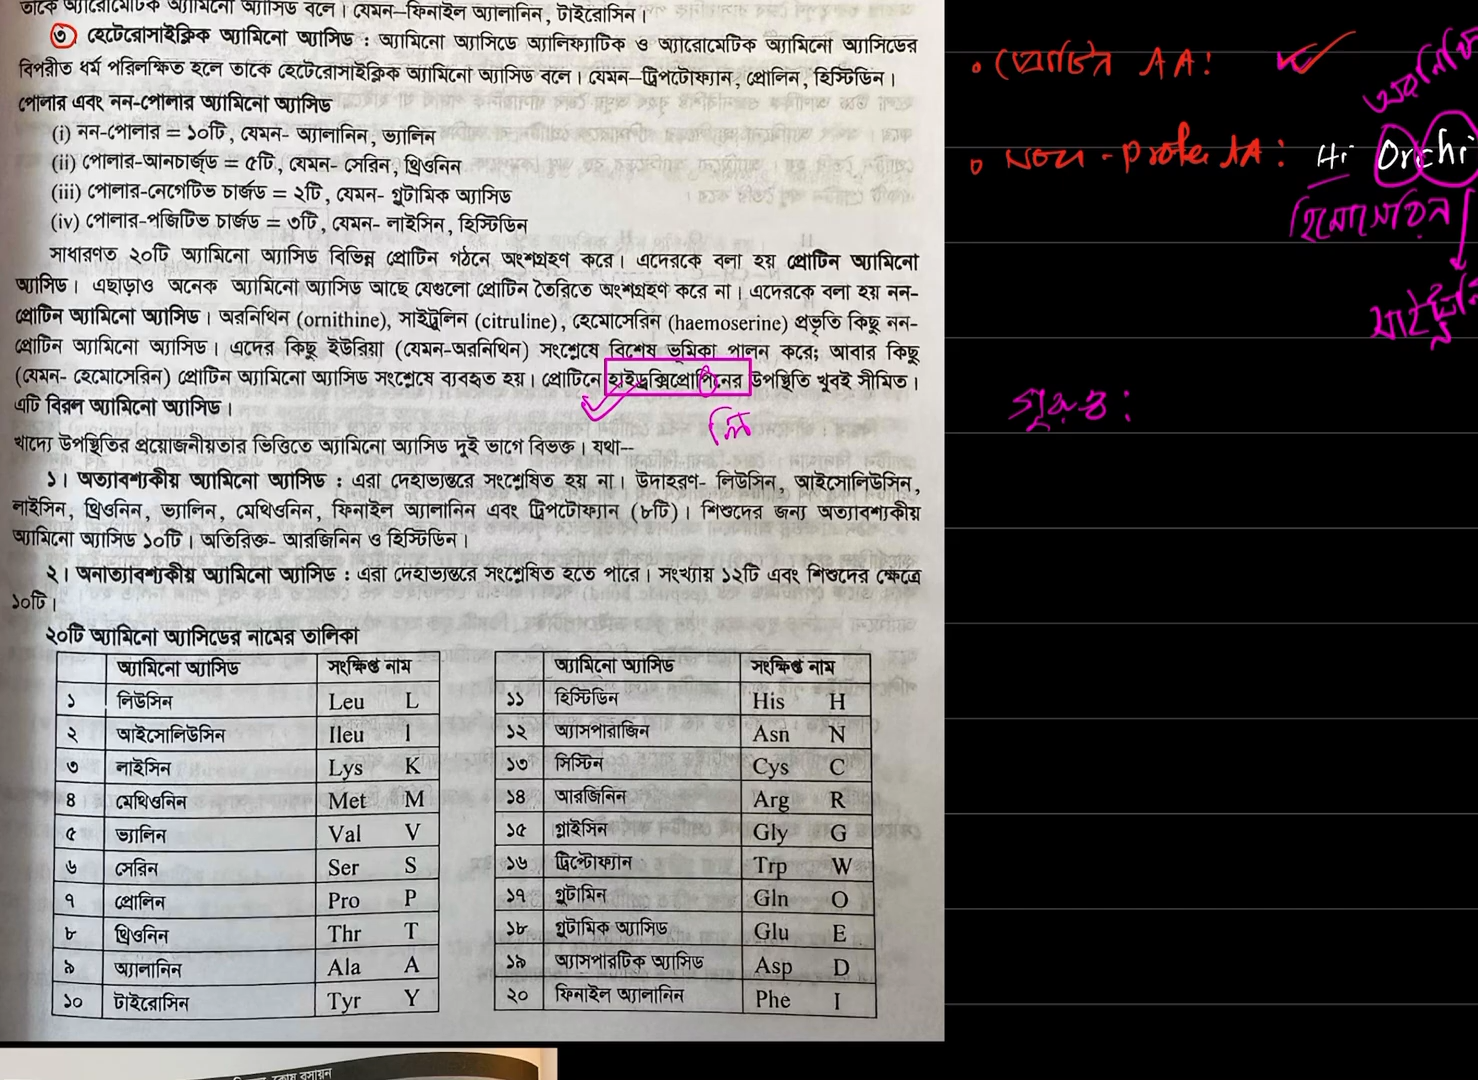 তাকে অ্যারোমেটিক অ্যামিনো অ্যাসিড বলে। যেমন–ফিনাইল অ্যালানিন, টাইরোসিন।
৩ হেটেরোসাইক্লিক অ্যামিনো অ্যাসিড : অ্যামিনো অ্যাসিডে অ্যালিফ্যাটিক ও অ্যারোমেটিক অ্যামিনো অ্যাসিডের
বিপরীত ধর্ম পরিলক্ষিত হলে তাকে হেটেরোসাইক্লিক অ্যামিনো অ্যাসিড বলে। যেমন–ট্রিপটোফ্যান, প্রোলিন, হিস্টিডিন।
পোলার এবং নন-পোলার অ্যামিনো অ্যাসিড
(i) নন-পোলার = ১০টি, যেমন- অ্যালানিন, ভ্যালিন
(ii) পোলার-আনচার্জ্ড = ৫টি, যেমন- সেরিন, থ্রিওনিন
(iii) পোলার-নেগেটিভ চার্জড = ২টি, যেমন- গ্লুটামিক অ্যাসিড
(iv) পোলার-পজিটিভ চার্জড = ৩টি, যেমন- লাইসিন, হিস্টিডিন
সাধারণত ২০টি অ্যামিনো অ্যাসিড বিভিন্ন প্রোটিন গঠনে অংশগ্রহণ করে। এদেরকে বলা হয় প্রোটিন অ্যামিনো
অ্যাসিড। এছাড়াও অনেক অ্যামিনো অ্যাসিড আছে যেগুলো প্রোটিন তৈরিতে অংশগ্রহণ করে না। এদেরকে বলা হয় নন-
প্রোটিন অ্যামিনো অ্যাসিড। অরনিথিন (ornithine), সাইট্রুলিন (citruline), হেমোসেরিন (haemoserine) প্রভৃতি কিছু নন-
প্রোটিন অ্যামিনো অ্যাসিড। এদের কিছু ইউরিয়া (যেমন-অরনিথিন) সংশ্লেষে বিশেষ ভূমিকা পালন করে; আবার কিছু
(যেমন- হেমোসেরিন) প্রোটিন অ্যামিনো অ্যাসিড সংশ্লেষে ব্যবহৃত হয়। প্রোটিনে হাইড্রক্সিপ্রোপিনের উপস্থিতি খুবই সীমিত।
এটি বিরল অ্যামিনো অ্যাসিড।
লি
খাদ্যে উপস্থিতির প্রয়োজনীয়তার ভিত্তিতে অ্যামিনো অ্যাসিড দুই ভাগে বিভক্ত। যথা--
১। অত্যাবশ্যকীয় অ্যামিনো অ্যাসিড : এরা দেহাভ্যন্তরে সংশ্লেষিত হয় না। উদাহরণ- লিউসিন, আইসোলিউসিন,
লাইসিন, থ্রিওনিন, ভ্যালিন, মেথিওনিন, ফিনাইল অ্যালানিন এবং ট্রিপটোফ্যান (৮টি)। শিশুদের জন্য অত্যাবশ্যকীয়
অ্যামিনো অ্যাসিড ১০টি। অতিরিক্ত- আরজিনিন ও হিস্টিডিন।
২। অনাত্যাবশ্যকীয় অ্যামিনো অ্যাসিড : এরা দেহাভ্যন্তরে সংশ্লেষিত হতে পারে। সংখ্যায় ১২টি এবং শিশুদের ক্ষেত্রে
১০টি।
২০টি অ্যামিনো অ্যাসিডের নামের তালিকা
অ্যামিনো অ্যাসিড সংক্ষিপ্ত নাম
১ লিউসিন Leu L
২ আইসোলিউসিন Ileu I
৩ লাইসিন Lys K
৪ মেথিওনিন Met M
৫ ভ্যালিন Val V
৬ সেরিন Ser S
৭ প্রোলিন Pro P
৮ থ্রিওনিন Thr T
৯ অ্যালানিন Ala A
১০ টাইরোসিন Tyr Y
অ্যামিনো অ্যাসিড সংক্ষিপ্ত নাম
১১ হিস্টিডিন His H
১২ অ্যাসপারাজিন Asn N
১৩ সিস্টিন Cys C
১৪ আরজিনিন Arg R
১৫ গ্লাইসিন Gly G
১৬ ট্রিপ্টোফ্যান Trp W
১৭ গ্লুটামিন Gln O
১৮ গ্লুটামিক অ্যাসিড Glu E
১৯ অ্যাসপারটিক অ্যাসিড Asp D
২০ ফিনাইল অ্যালানিন Phe I
প্রোটিন AA:
Non-protein AA: Hi Orchi
হিমোসেরিন